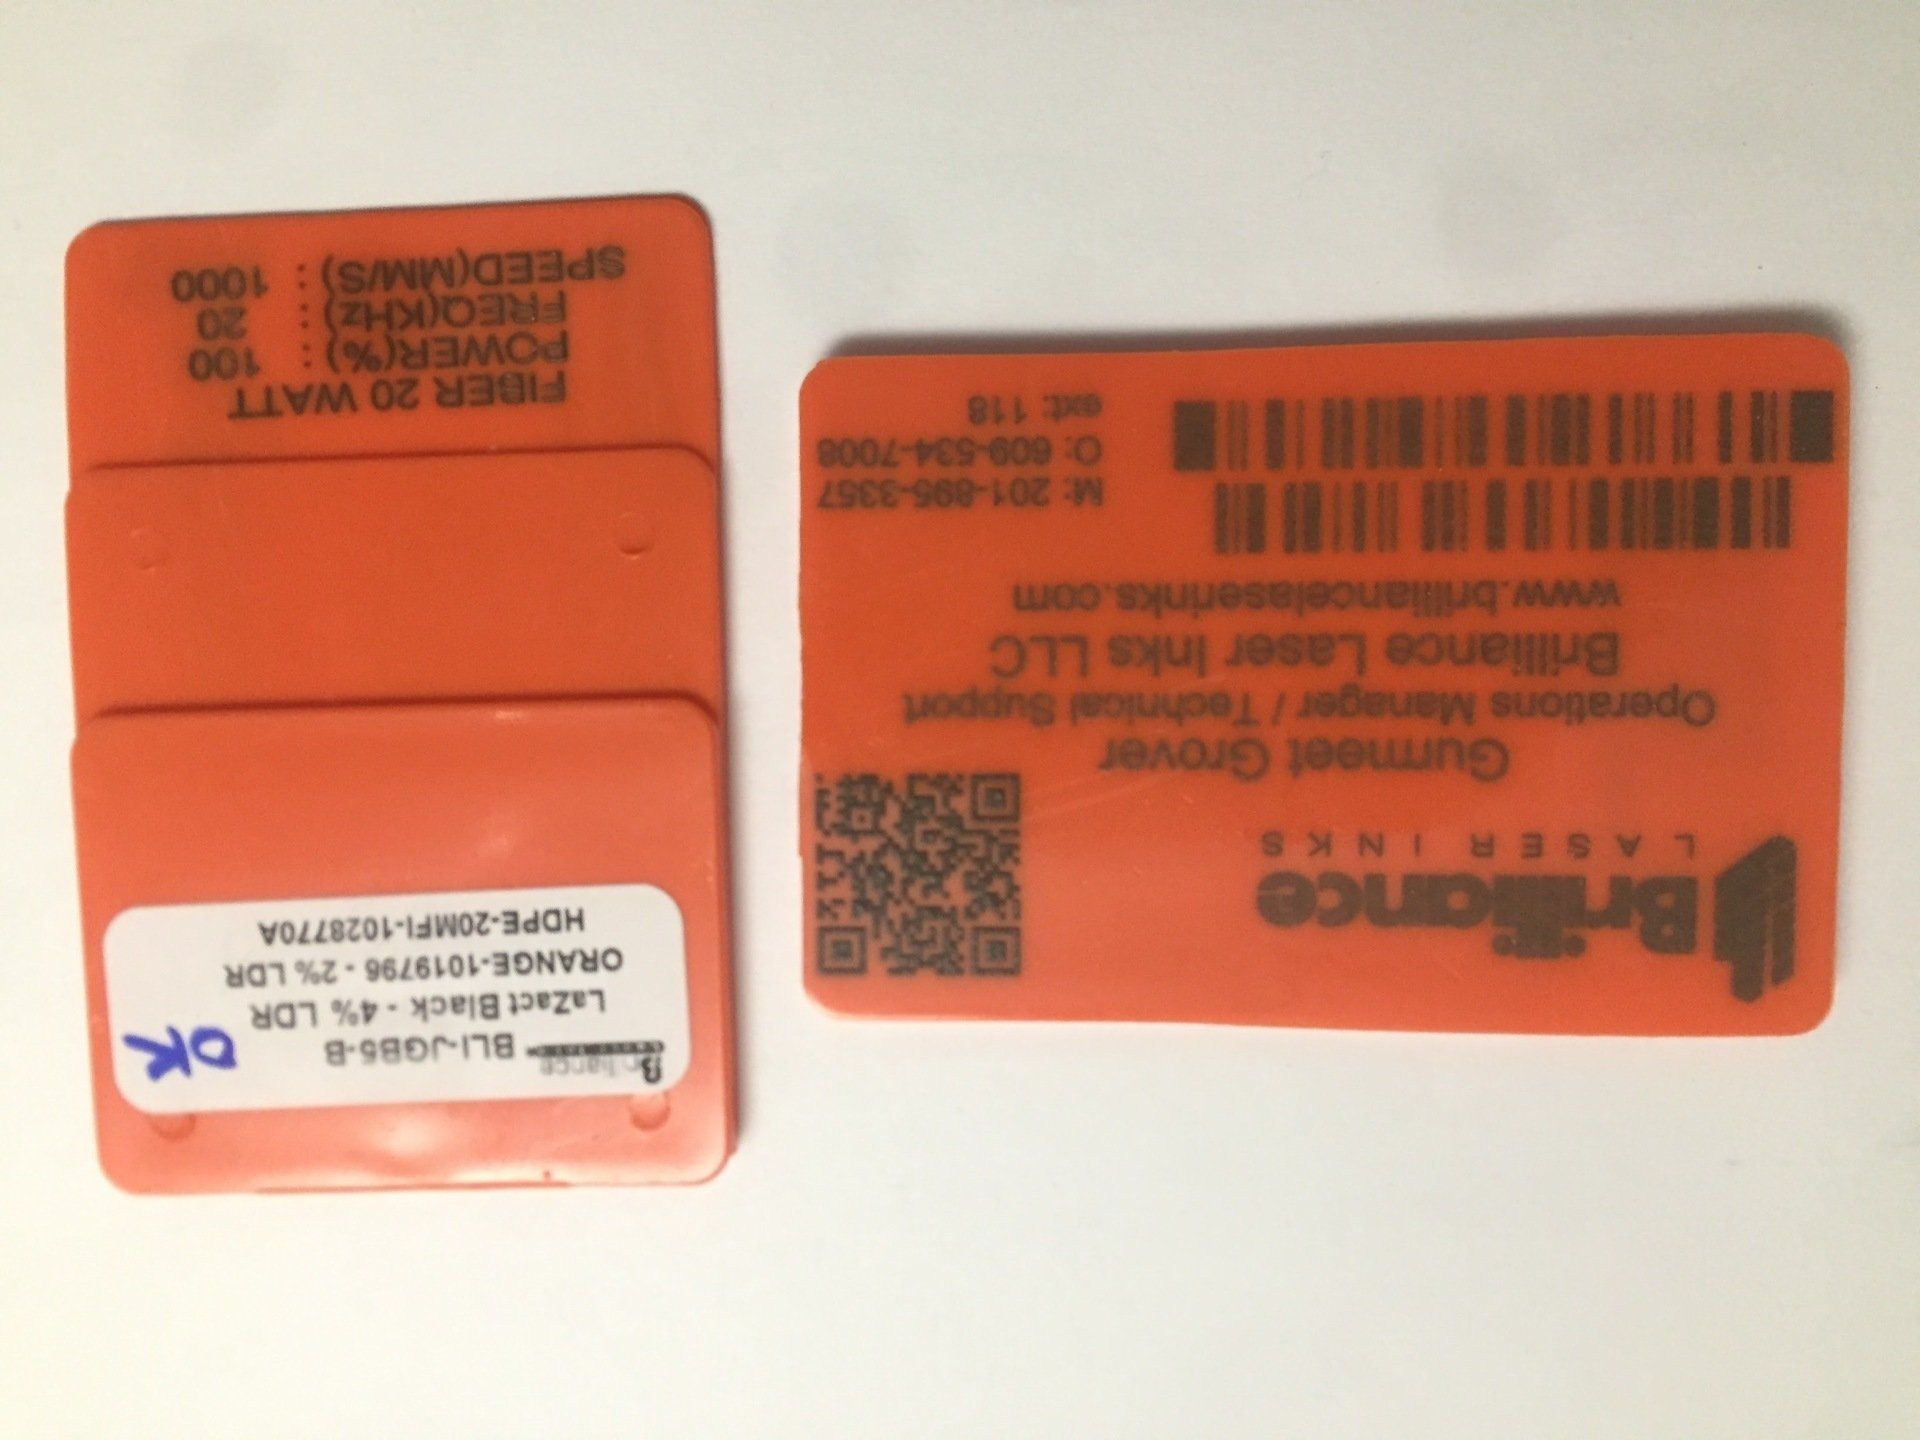 Brilliance
LASER INKS
Gurmeet Grover
Operations Manager / Technical Support
Brilliance Laser Inks LLC
www.brilliancelaserinks.com
M: 201-895-3357
O: 609-534-7008
ext: 118
Brilliance
BLI-JGB5-B
LaZact Black - 4% LDR
ORANGE-1019796 - 2% LDR
HDPE-20MFI-1028770A
OK
FIBER 20 WATT
POWER(%) : 100
FREQ(KHz) : 20
SPEED(MM/S) : 1000